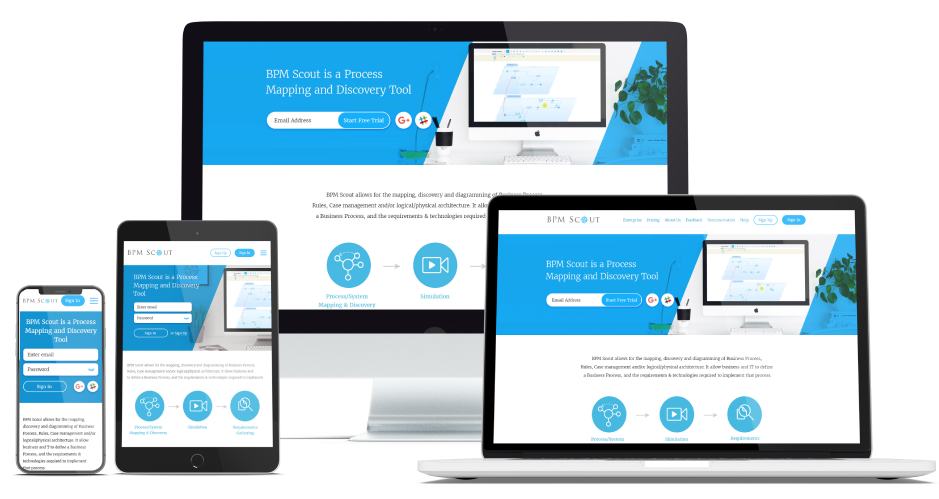 BPM Scout is a Process
Mapping and Discovery Tool
Email Address
Start Free Trial
G+
BPM Scout allows for the mapping, discovery and diagramming of Business Process
Rules, Case management and/or logical/physical architecture. It allow
a Business Process, and the requirements & technologies required
Process/System
Mapping & Discovery
Simulation
BPM SCOUT
Enterprise Pricing About Us Feedback Documentation Help Sign Up Sign In
BPM Scout is a Process
Mapping and Discovery Tool
Email Address
Start Free Trial
G+
BPM Scout allows for the mapping, discovery and diagramming of Business Process,
Rules, Case management and/or logical/physical architecture. It allow business and IT to define
a Business Process, and the requirements & technologies required to implement that process.
Process/System
Simulation
Requirements
BPM SCOUT
Sign Up
Sign In
BPM Scout is a Process
Mapping and Discovery
Tool
Enter email
Password
Sign In
or Sign Up
BPM Scout allows for the mapping, discovery and diagramming of Business Process,
Rules, Case management and/or logical/physical architecture. It allow business and
to define a Business Process, and the requirements & technologies required to implement
Process/System
Mapping & Discovery
Simulation
Requirements
Gathering
BPM SCOUT
Sign In
BPM Scout is a Process
Mapping and Discovery
Tool
Enter email
Password
Sign In
G+
BPM Scout allows for the mapping,
discovery and diagramming of Business
Process, Rules, Case management and/or
logical/physical architecture. It allow
business and IT to define a Business
Process, and the requirements &
technologies required to implement
that process.